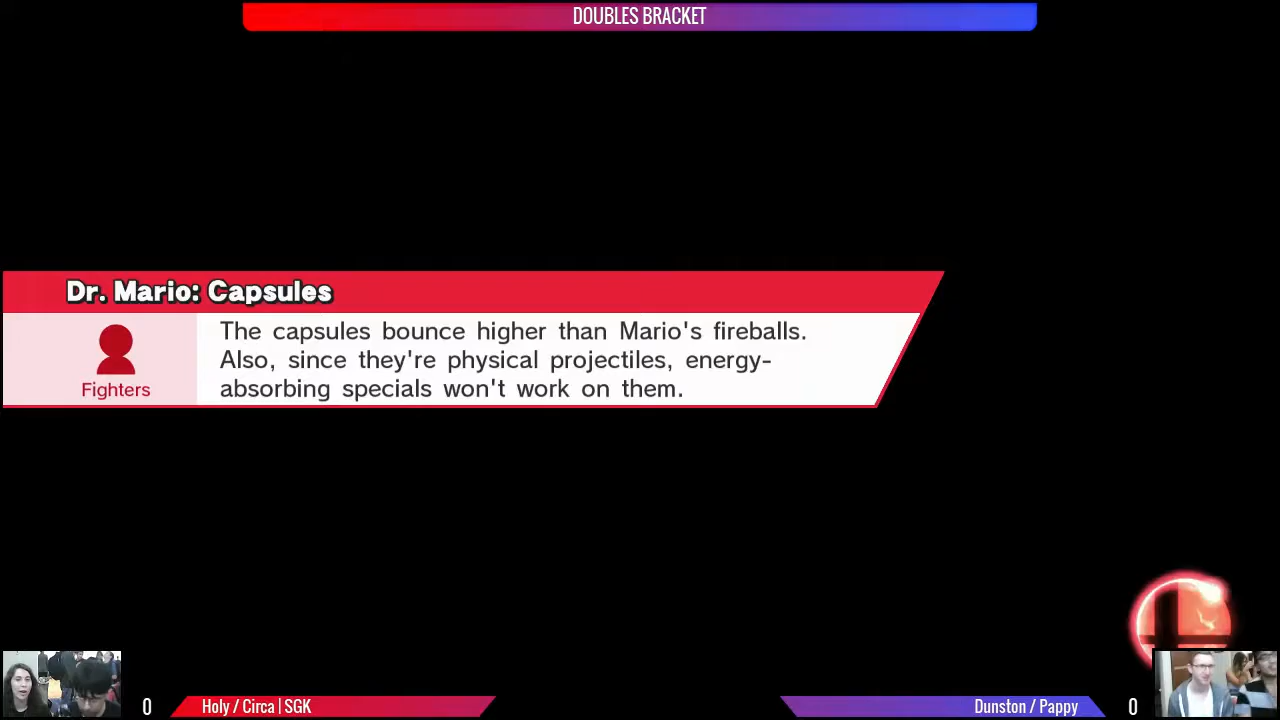 DOUBLES BRACKET
Dr. Mario: Capsules
The capsules bounce higher than Mario's fireballs.
Also, since they're physical projectiles, energy-
absorbing specials won't work on them.
Fighters
0
Holy / Circa | SGK
Dunston / Pappy
0